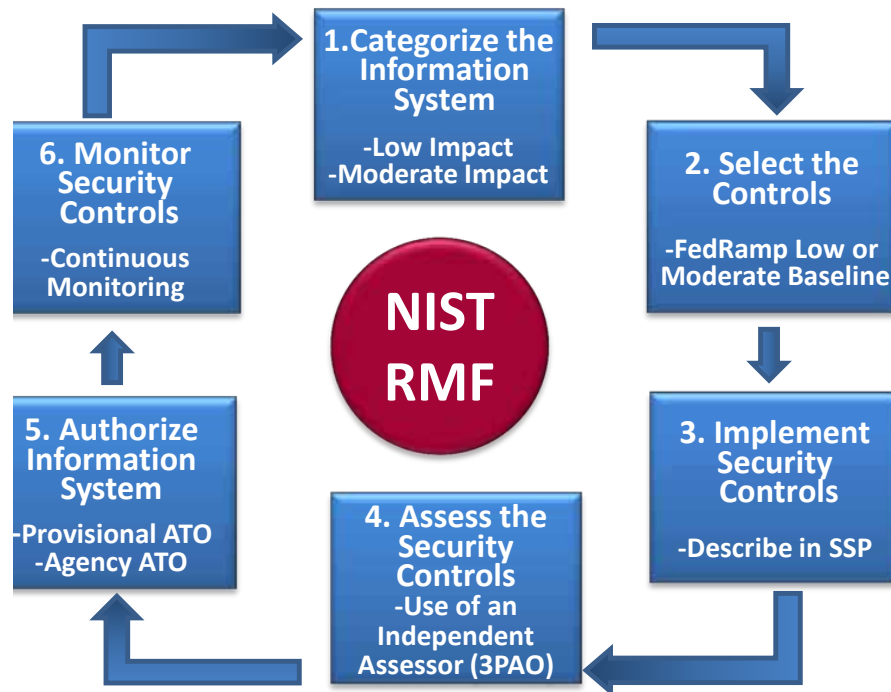 1.Categorize the
Information
System
-Low Impact
-Moderate Impact
2. Select the
Controls
-FedRamp Low or
Moderate Baseline
3. Implement
Security
Controls
-Describe in SSP
4. Assess the
Security
Controls
-Use of an
Independent
Assessor (3PAO)
5. Authorize
Information
System
-Provisional ATO
-Agency ATO
6. Monitor
Security
Controls
-Continuous
Monitoring
NIST
RMF